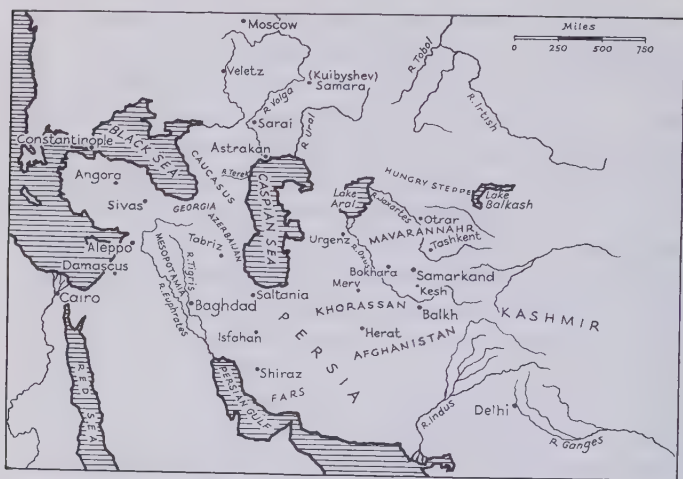 Moscow
Miles
0 250 500 750
Veletz
(Kuibyshev)
Samara
R. Tobol
R. Irtish
R. Volga
Sarai
R. Ural
Constantinople
BLACK SEA
Astrakan
R. Terek
CAUCASUS
CASPIAN SEA
HUNGRY STEPPE
Lake
Aral
Lake
Balkash
Angora
Sivas
GEORGIA
AZERBAIJAN
R. Jaxartes
Otrar
MAVARANNAHR
Tashkent
Urgenz
R. Oxus
Aleppo
Tabriz
MESOPOTAMIA
R. Tigris
R. Euphrates
Damascus
Bokhara
Samarkand
Kesh
Merv
Cairo
Baghdad
Saltania
KHORASSAN
Balkh
KASHMIR
Isfahan
PERSIA
Herat
AFGHANISTAN
RED SEA
Shiraz
FARS
PERSIAN GULF
R. Indus
Delhi
R. Ganges